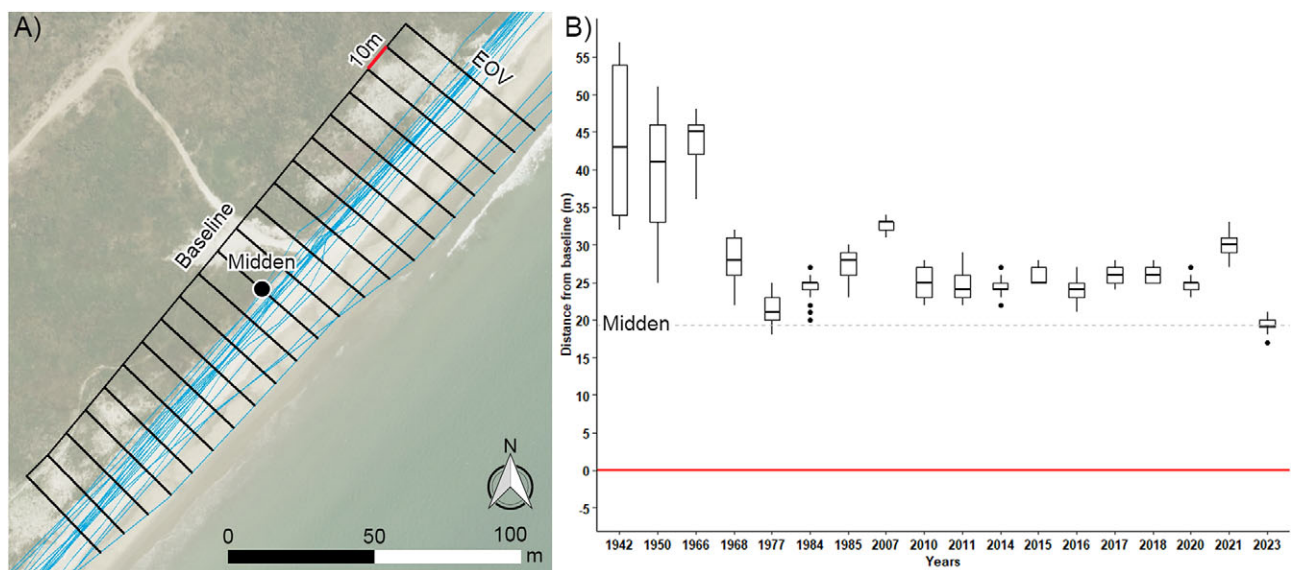 A)
10m
EOV
Baseline
Midden
N
0 50 100
m
B)
Distance from baseline (m)
55
50
45
40
35
30
25
20
15
10
5
0
-5
Midden
1942 1950 1966 1968 1977 1984 1985 2007 2010 2011 2014 2015 2016 2017 2018 2020 2021 2023
Years